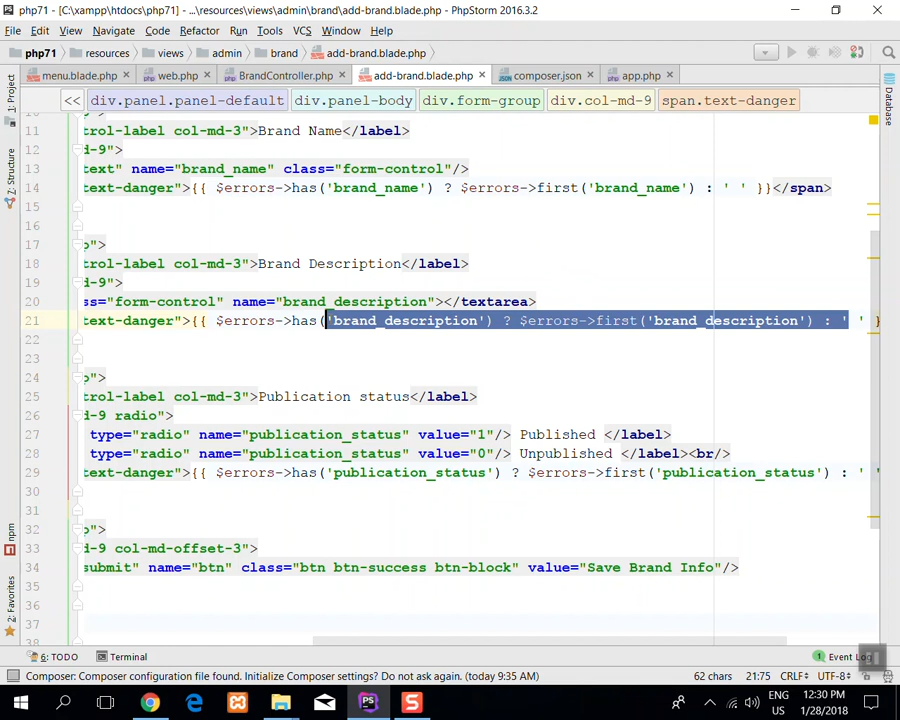 php71 [C:\xampp\htdocs\php71] - ...\resources\views\admin\brand\add-brand.blade.php - PhpStorm 2016.3.2
File Edit View Navigate Code Refactor Run Tools VCS Window Help
php71 resources views admin brand add-brand.blade.php
menu.blade.php web.php BrandController.php add-brand.blade.php composer.json app.php
<< div.panel.panel-default div.panel-body div.form-group div.col-md-9 span.text-danger
1: Project
Z: Structure
npm
2: Favorites
Database
11 trol-label col-md-3">Brand Name</label>
12 d-9">
13 text" name="brand_name" class="form-control"/>
14 text-danger">{{ $errors->has('brand_name') ? $errors->first('brand_name') : ' ' }}</span>
15
16
17 p">
18 trol-label col-md-3">Brand Description</label>
19 d-9">
20 ss="form-control" name="brand_description"></textarea>
21 text-danger">{{ $errors->has('brand_description') ? $errors->first('brand_description') : ' ' }
22
23
24 p">
25 trol-label col-md-3">Publication status</label>
26 d-9 radio">
27 type="radio" name="publication_status" value="1"/> Published </label>
28 type="radio" name="publication_status" value="0"/> Unpublished </label><br/>
29 text-danger">{{ $errors->has('publication_status') ? $errors->first('publication_status') : ' '
30
31
32 p">
33 d-9 col-md-offset-3">
34 submit" name="btn" class="btn btn-success btn-block" value="Save Brand Info"/>
35
36
37
38
6: TODO Terminal 1 Event Log
Composer: Composer configuration file found. Initialize Composer settings? Do not ask again. (today 9:35 AM) 62 chars 21:75 CRLF UTF-8
ENG 12:30 PM
US 1/28/2018